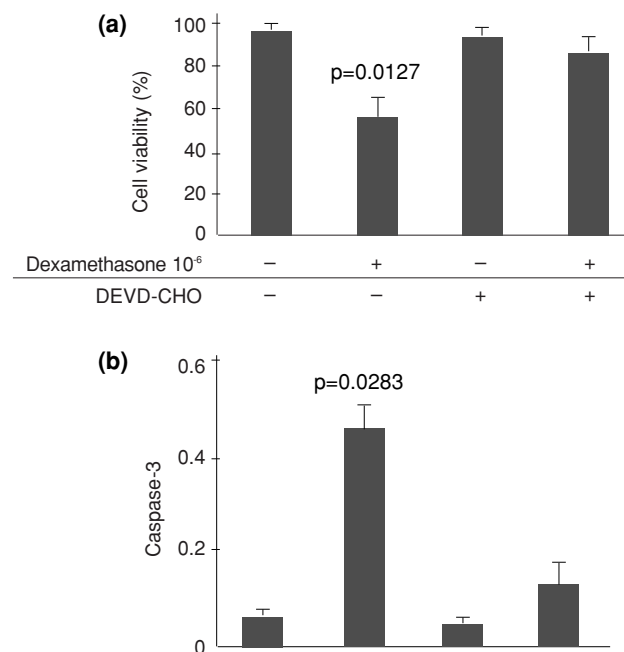 (a)
100
80
60
40
20
0
Cell viability (%)
p=0.0127
Dexamethasone 10⁻⁶ – + – +
DEVD-CHO – – + +
(b)
0.6
0.4
0.2
0
Caspase-3
p=0.0283